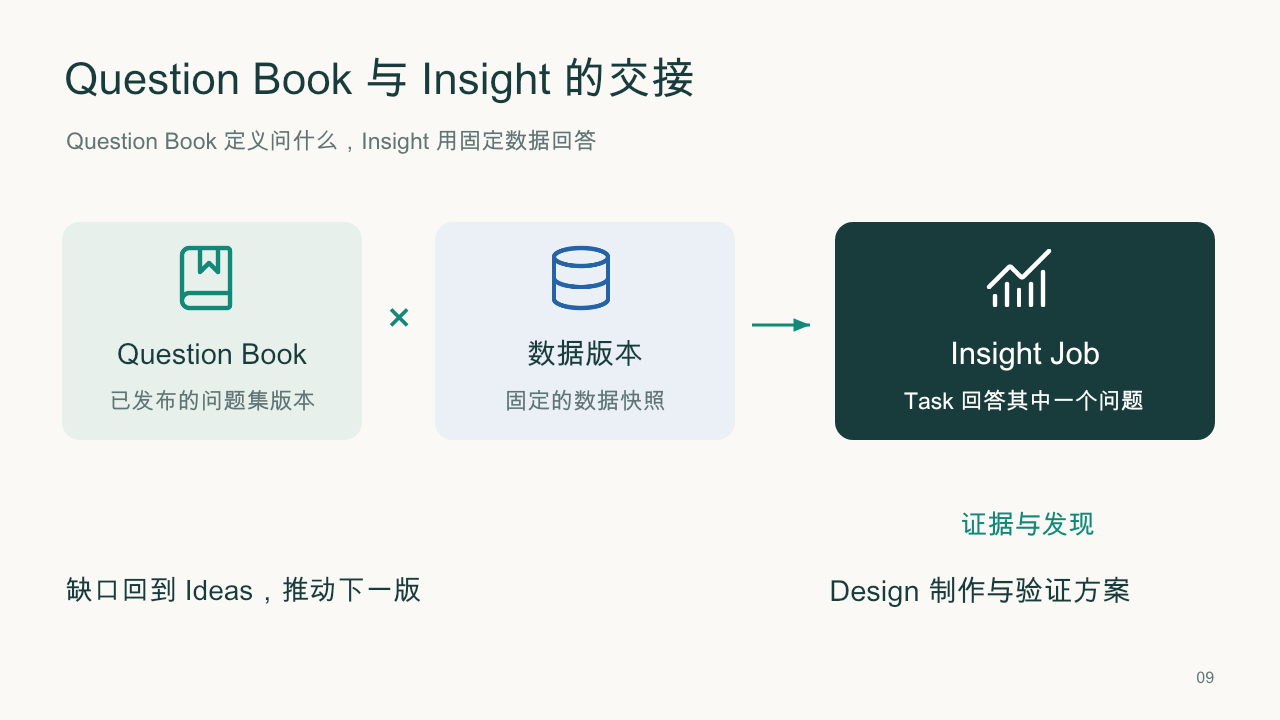 Question Book 与 Insight 的交接
Question Book 定义问什么，Insight 用固定数据回答
Question Book
已发布的问题集版本
×
数据版本
固定的数据快照
Insight Job
Task 回答其中一个问题
证据与发现
缺口回到 Ideas，推动下一版
Design 制作与验证方案
09